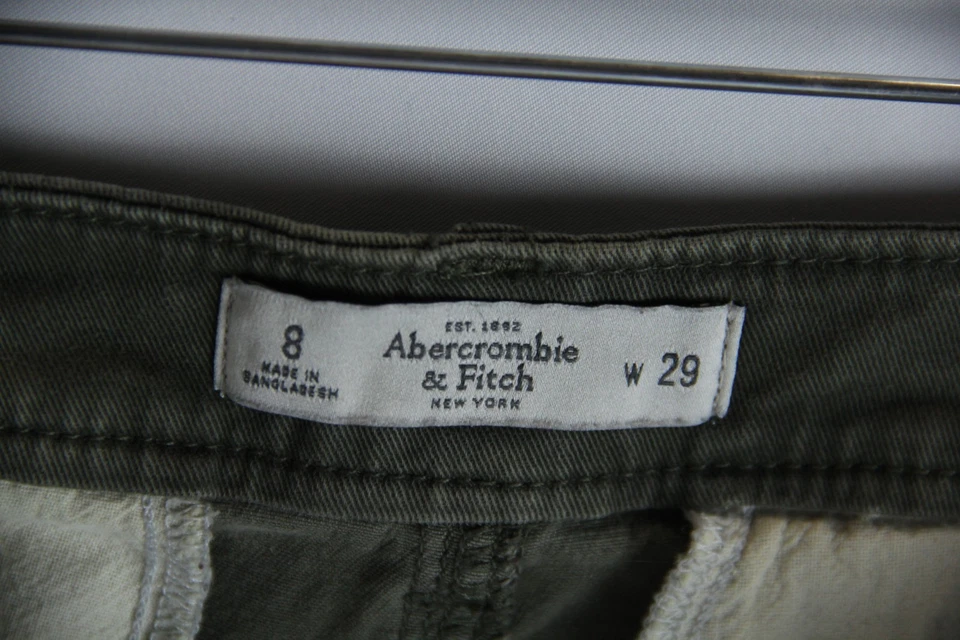 8
MADE IN
BANGLADESH
EST. 1892
Abercrombie
& Fitch
NEW YORK
W 29